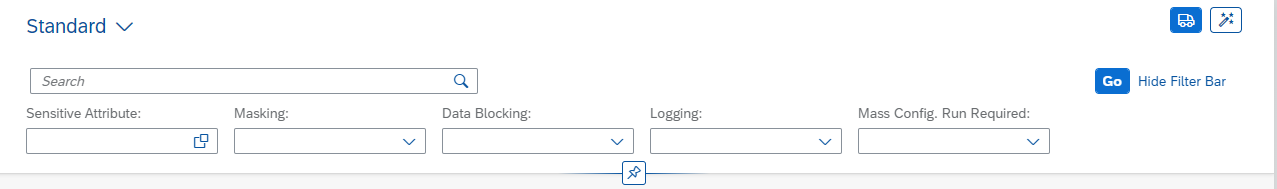 Standard
Search
Go
Hide Filter Bar
Sensitive Attribute:
Masking:
Data Blocking:
Logging:
Mass Config. Run Required: